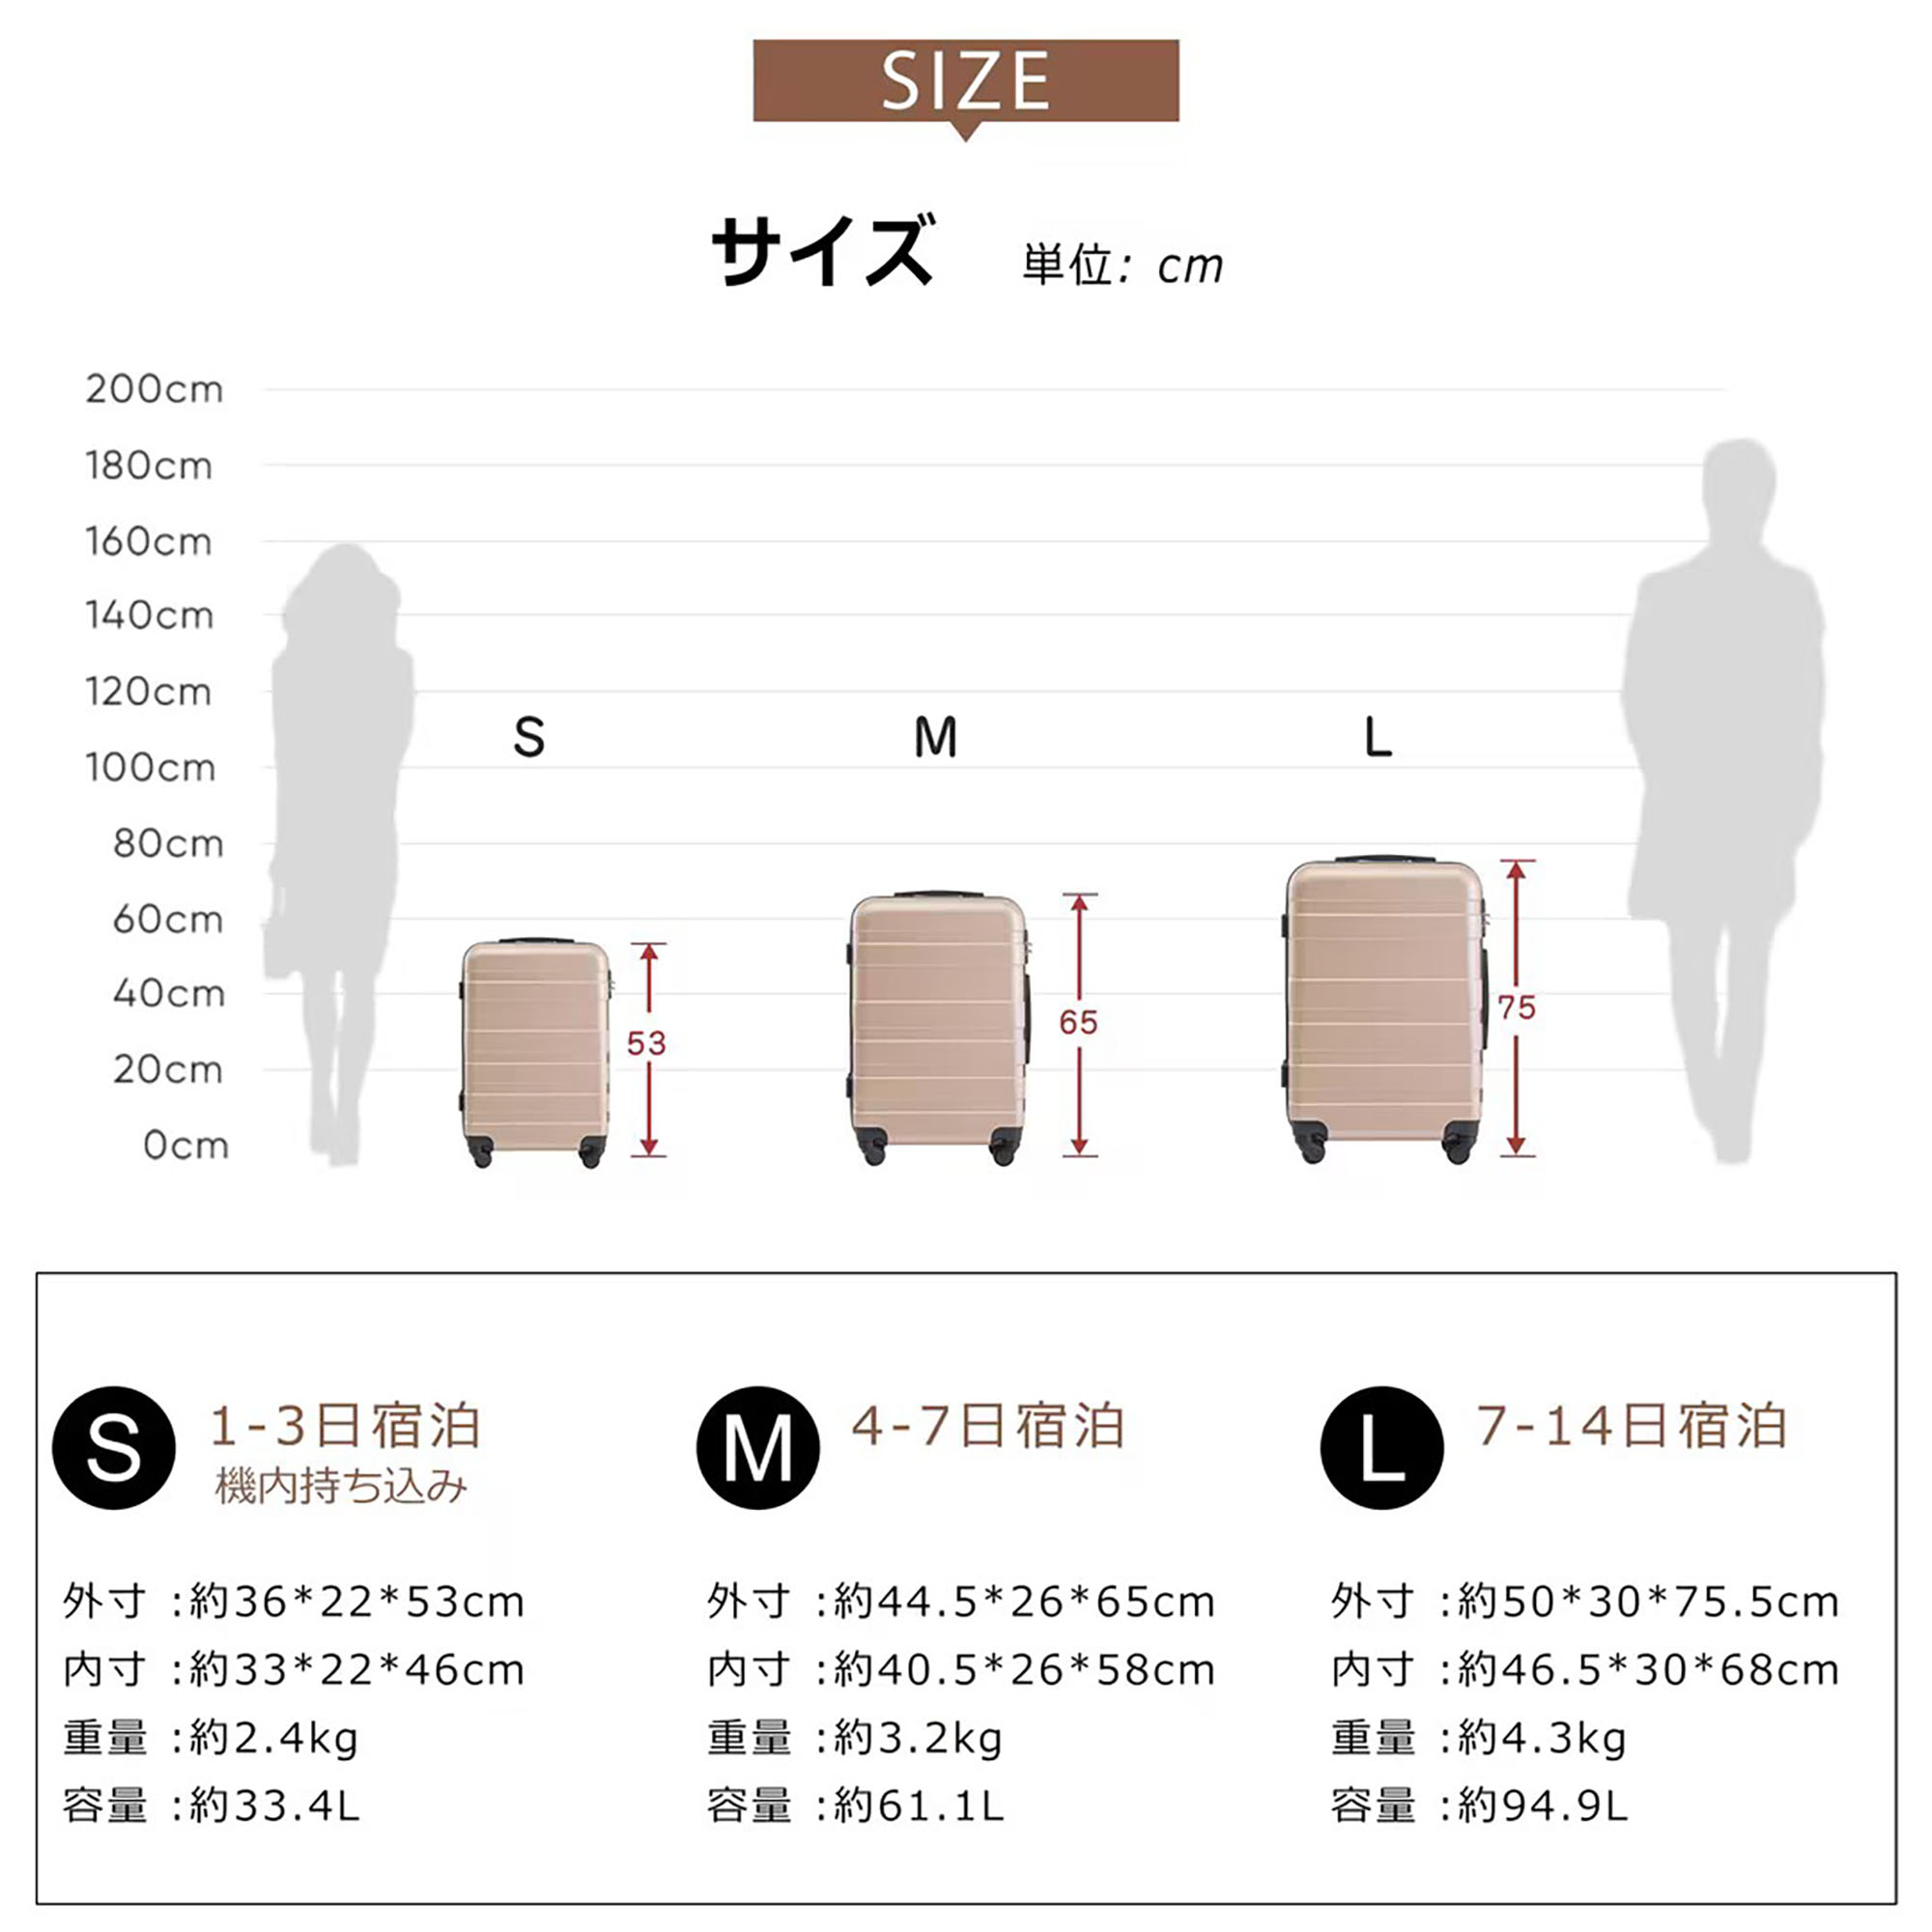 SIZE
サイズ 単位: cm
200cm
180cm
160cm
140cm
120cm
S M L
100cm
80cm
60cm
40cm
53 65 75
20cm
0cm
S 1-3日宿泊
機内持ち込み
外寸 :約36*22*53cm
内寸 :約33*22*46cm
重量 :約2.4kg
容量 :約33.4L
M 4-7日宿泊
外寸 :約44.5*26*65cm
内寸 :約40.5*26*58cm
重量 :約3.2kg
容量 :約61.1L
L 7-14日宿泊
外寸 :約50*30*75.5cm
内寸 :約46.5*30*68cm
重量 :約4.3kg
容量 :約94.9L